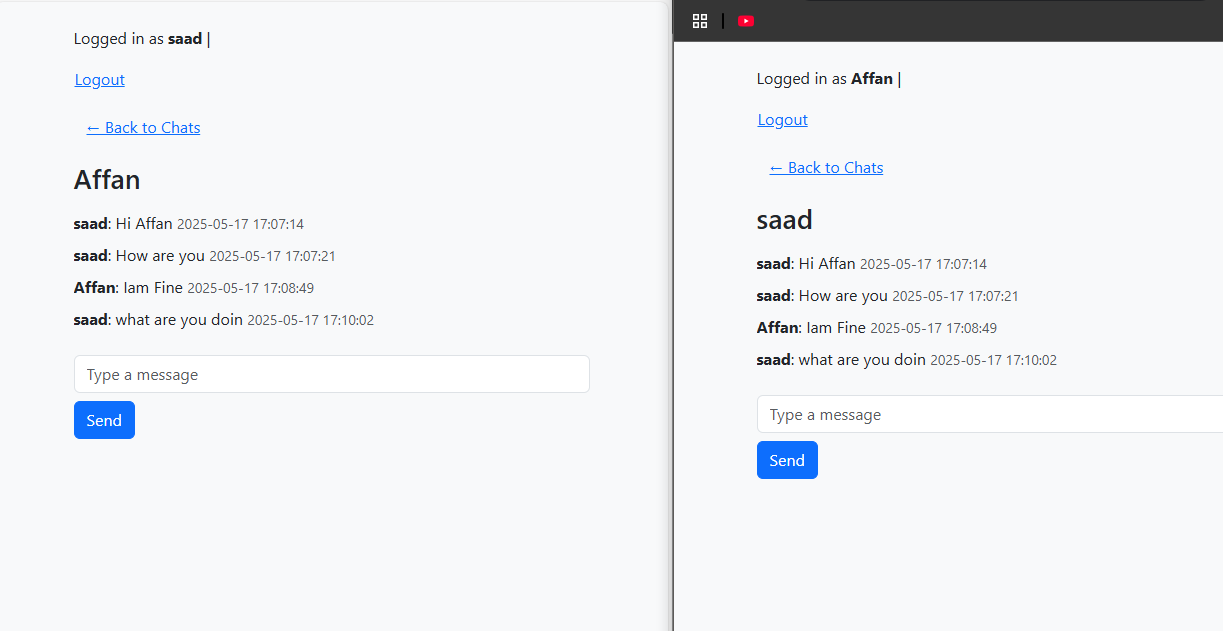 Logged in as saad |
Logout
← Back to Chats
Affan
saad: Hi Affan 2025-05-17 17:07:14
saad: How are you 2025-05-17 17:07:21
Affan: Iam Fine 2025-05-17 17:08:49
saad: what are you doin 2025-05-17 17:10:02
Type a message
Send
Logged in as Affan |
Logout
← Back to Chats
saad
saad: Hi Affan 2025-05-17 17:07:14
saad: How are you 2025-05-17 17:07:21
Affan: Iam Fine 2025-05-17 17:08:49
saad: what are you doin 2025-05-17 17:10:02
Type a message
Send